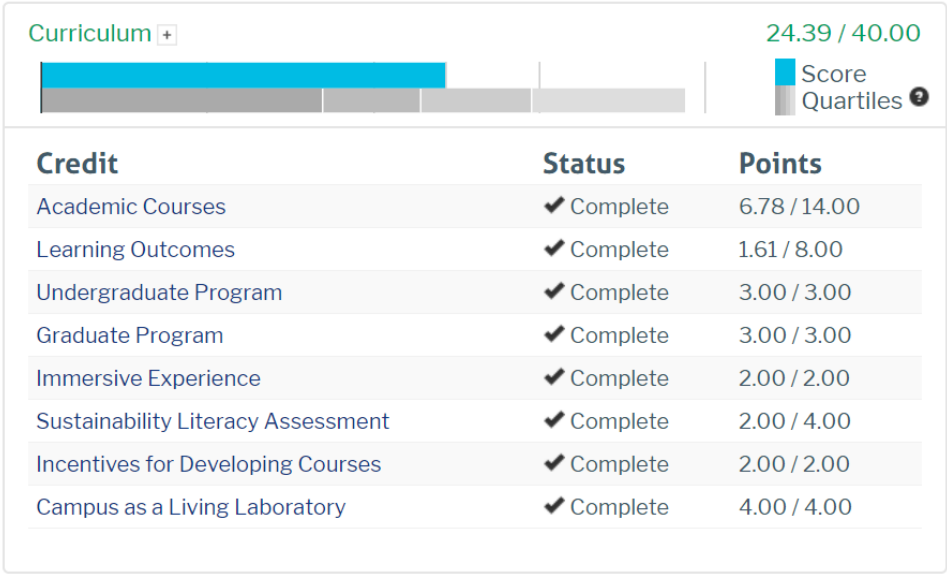 Curriculum + 24.39 / 40.00
Score
Quartiles ?
Credit Status Points
Academic Courses ✔ Complete 6.78 / 14.00
Learning Outcomes ✔ Complete 1.61 / 8.00
Undergraduate Program ✔ Complete 3.00 / 3.00
Graduate Program ✔ Complete 3.00 / 3.00
Immersive Experience ✔ Complete 2.00 / 2.00
Sustainability Literacy Assessment ✔ Complete 2.00 / 4.00
Incentives for Developing Courses ✔ Complete 2.00 / 2.00
Campus as a Living Laboratory ✔ Complete 4.00 / 4.00